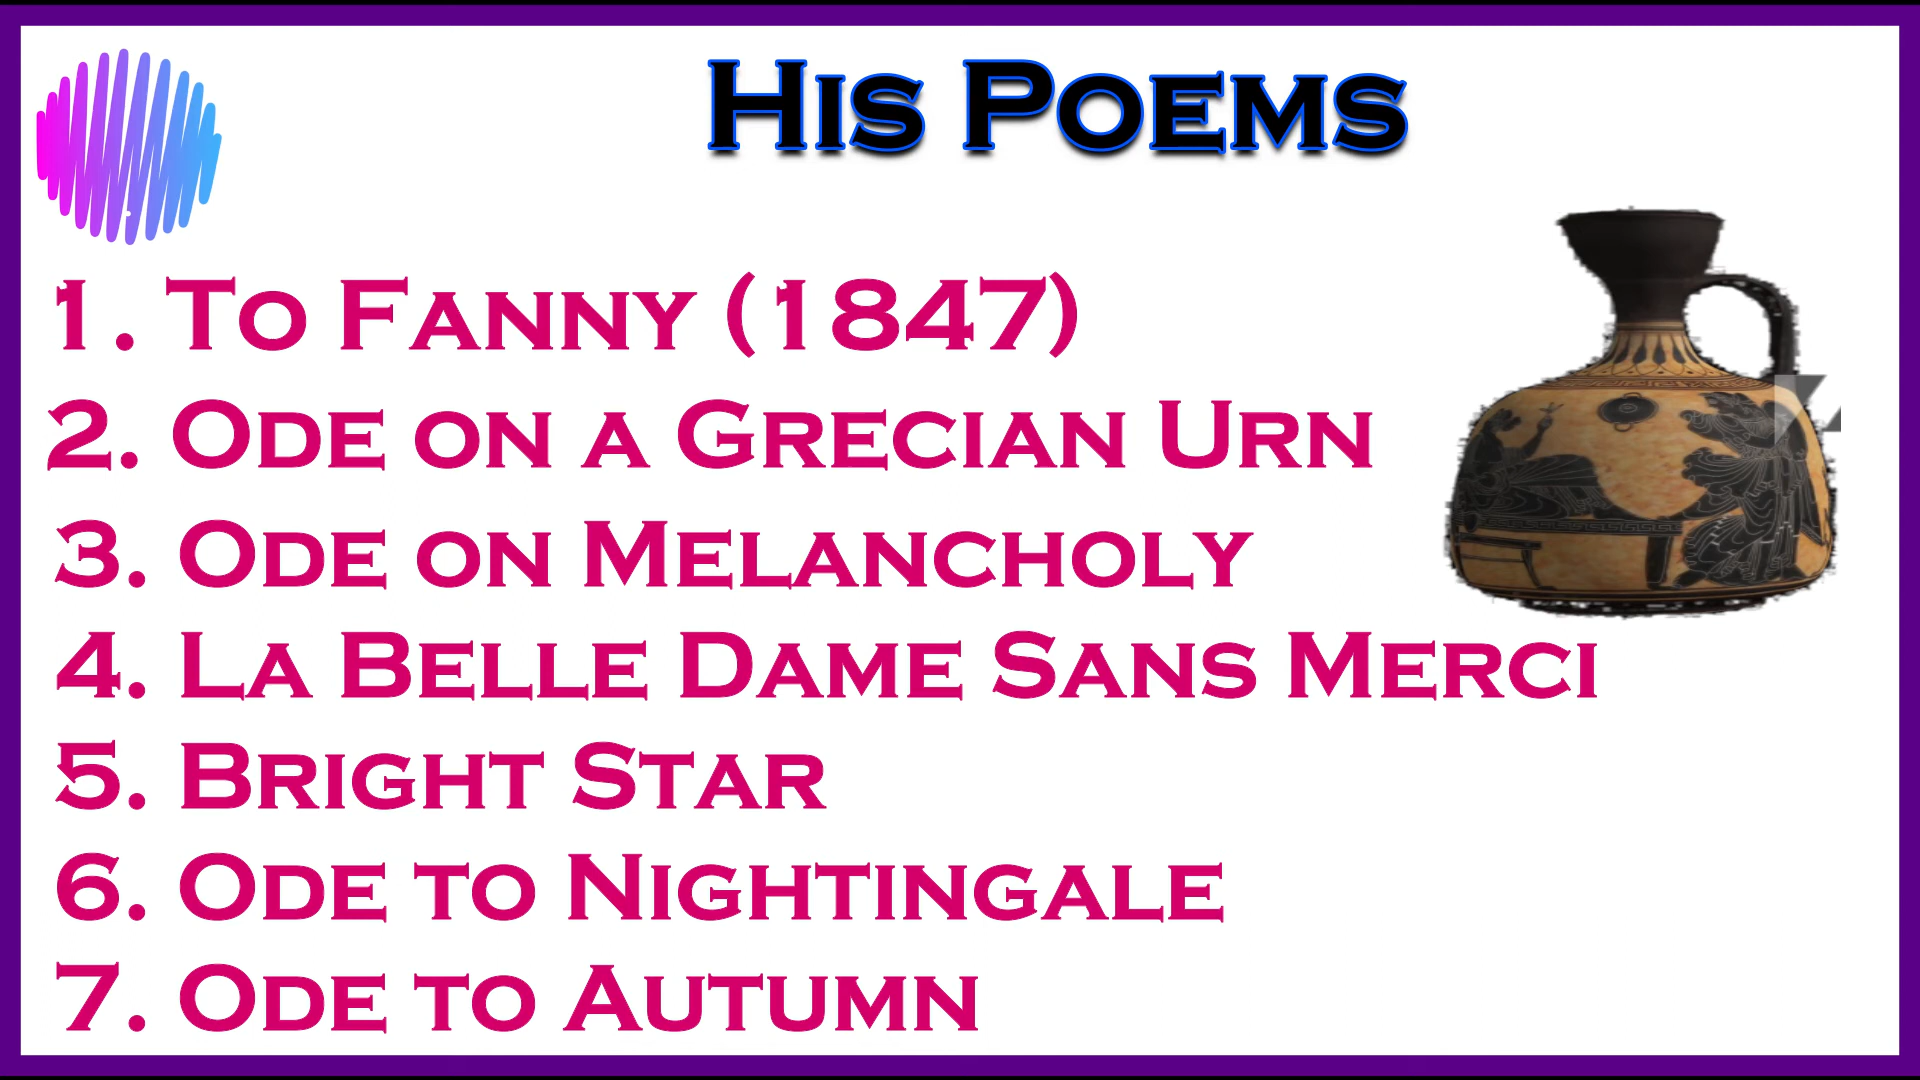 His Poems
1. To Fanny (1847)
2. Ode on a Grecian Urn
3. Ode on Melancholy
4. La Belle Dame Sans Merci
5. Bright Star
6. Ode to Nightingale
7. Ode to Autumn